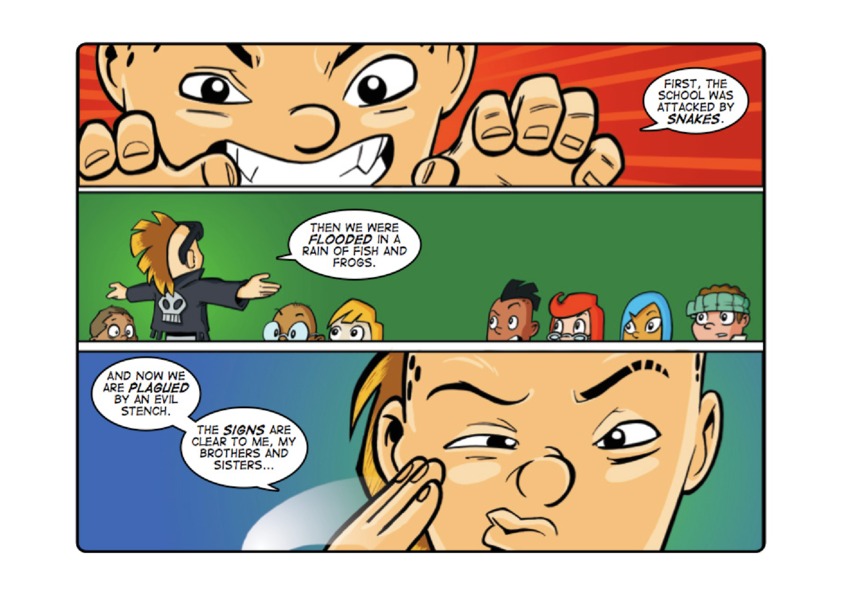 FIRST, THE
SCHOOL WAS
ATTACKED BY
SNAKES.
THEN WE WERE
FLOODED IN A
RAIN OF FISH AND
FROGS.
AND NOW WE
ARE PLAGUED
BY AN EVIL
STENCH.
THE SIGNS ARE
CLEAR TO ME, MY
BROTHERS AND
SISTERS...